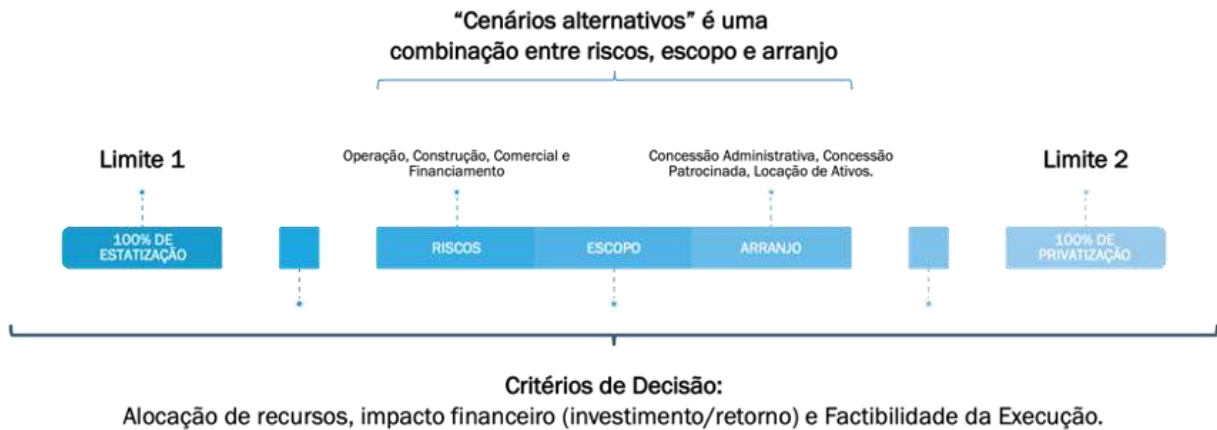 “Cenários alternativos” é uma
combinação entre riscos, escopo e arranjo
Limite 1
Operação, Construção, Comercial e
Financiamento
Concessão Administrativa, Concessão
Patrocinada, Locação de Ativos.
Limite 2
100% DE
ESTATIZAÇÃO
RISCOS
ESCOPO
ARRANJO
100% DE
PRIVATIZAÇÃO
Critérios de Decisão:
Alocação de recursos, impacto financeiro (investimento/retorno) e Factibilidade da Execução.